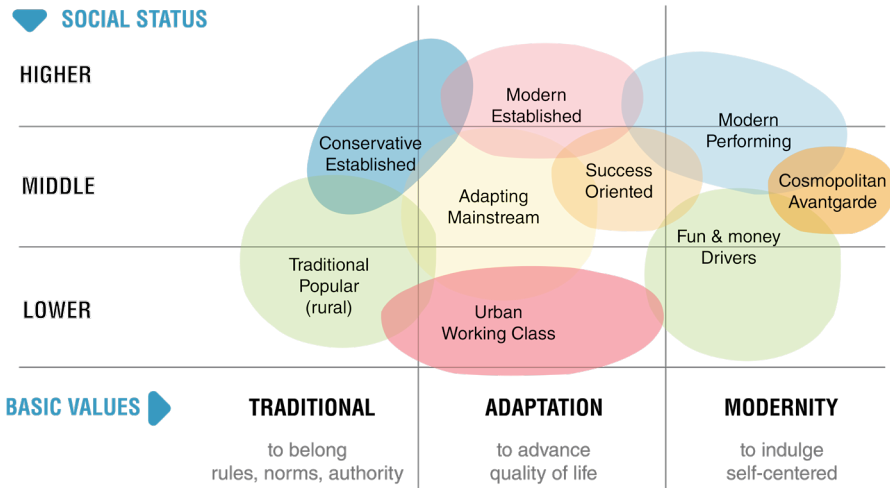 SOCIAL STATUS
HIGHER
Modern
Established
Modern
Performing
Conservative
Established
MIDDLE
Success
Oriented
Cosmopolitan
Avantgarde
Adapting
Mainstream
Fun & money
Drivers
Traditional
Popular
(rural)
LOWER
Urban
Working Class
BASIC VALUES
TRADITIONAL
ADAPTATION
MODERNITY
to belong
rules, norms, authority
to advance
quality of life
to indulge
self-centered